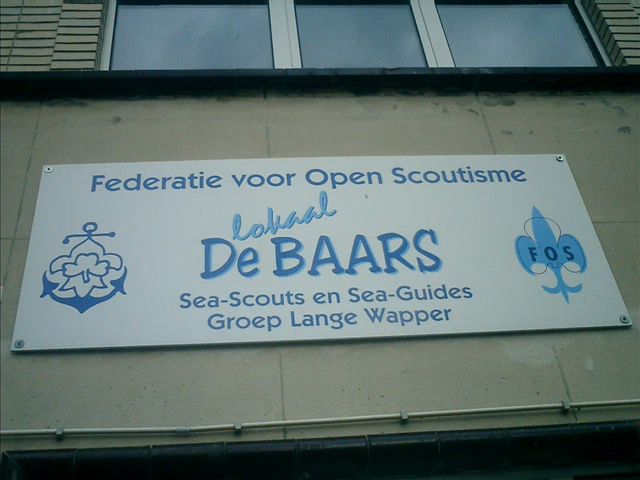 Federatie voor Open Scoutisme
lokaal
De BAARS
FOS
Sea-Scouts en Sea-Guides
Groep Lange Wapper